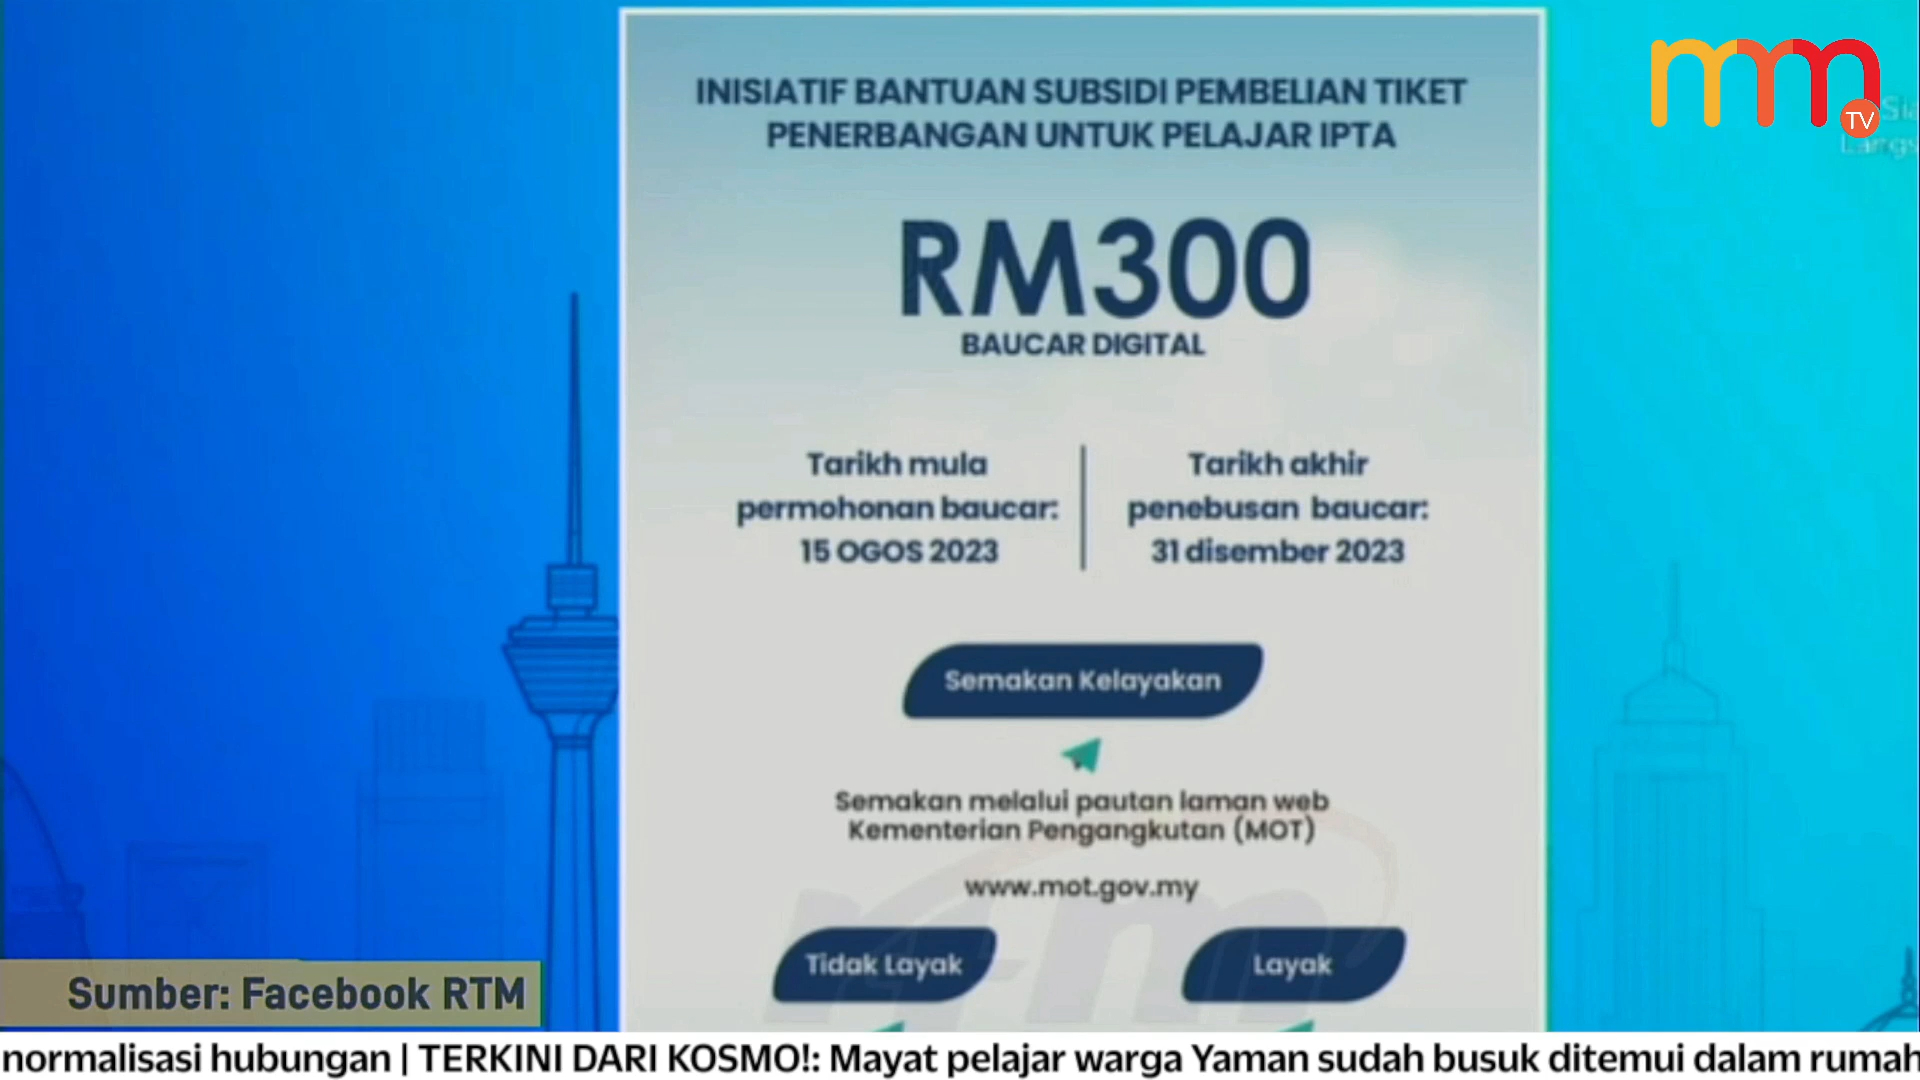 INISIATIF BANTUAN SUBSIDI PEMBELIAN TIKET
PENERBANGAN UNTUK PELAJAR IPTA
mm
TV
RM300
BAUCAR DIGITAL
Tarikh mula
permohonan baucar:
15 OGOS 2023
Tarikh akhir
penebusan baucar:
31 disember 2023
Semakan Kelayakan
Semakan melalui pautan laman web
Kementerian Pengangkutan (MOT)
www.mot.gov.my
Tidak Layak
Layak
rtm
Sumber: Facebook RTM
normalisasi hubungan | TERKINI DARI KOSMO!: Mayat pelajar warga Yaman sudah busuk ditemui dalam rumah